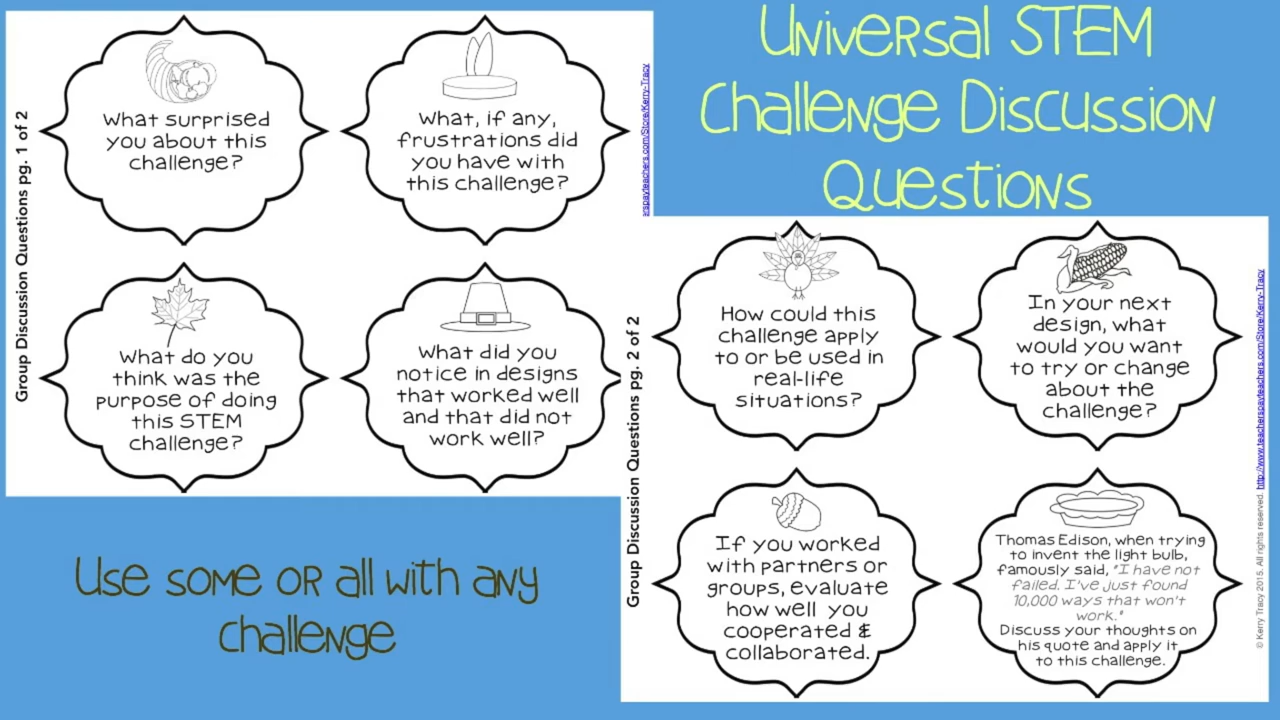 Universal STEM
Challenge Discussion
Questions
Group Discussion Questions pg. 1 of 2
What surprised
you about this
challenge?
What, if any,
frustrations did
you have with
this challenge?
What do you
think was the
purpose of doing
this STEM
challenge?
What did you
notice in designs
that worked well
and that did not
work well?
erspayteachers.com/Store/Kerry-Tracy
Group Discussion Questions pg. 2 of 2
How could this
challenge apply
to or be used in
real-life
situations?
In your next
design, what
would you want
to try or change
about the
challenge?
If you worked
with partners or
groups, evaluate
how well you
cooperated &
collaborated.
Thomas Edison, when trying
to invent the light bulb,
famously said, "I have not
failed. I've just found
10,000 ways that won't
work."
Discuss your thoughts on
his quote and apply it
to this challenge.
© Kerry Tracy 2015. All rights reserved. http://www.teacherspayteachers.com/Store/Kerry-Tracy
Use some or all with any
challenge